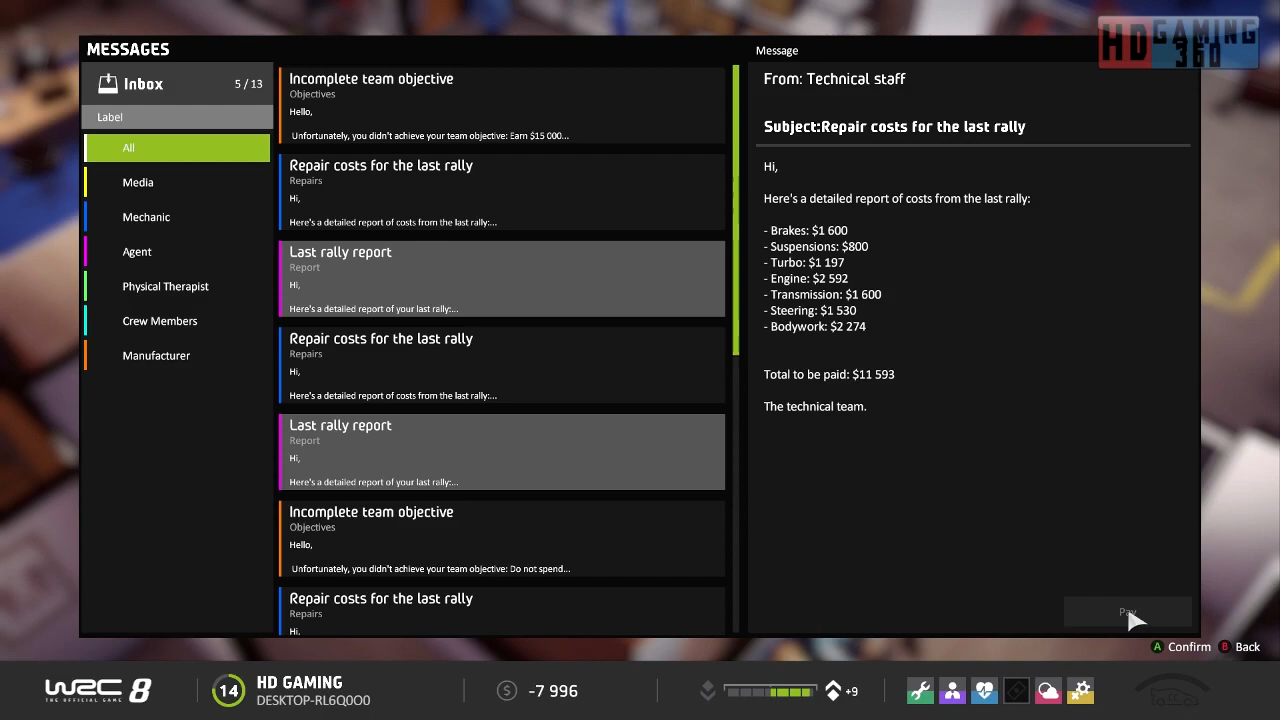 HD GAMING 360
MESSAGES
Inbox
5 / 13
Label
All
Media
Mechanic
Agent
Physical Therapist
Crew Members
Manufacturer
Incomplete team objective
Objectives
Hello,
Unfortunately, you didn't achieve your team objective: Earn $15 000...
Repair costs for the last rally
Repairs
Hi,
Here's a detailed report of costs from the last rally:...
Last rally report
Report
Hi,
Here's a detailed report of your last rally:...
Repair costs for the last rally
Repairs
Hi,
Here's a detailed report of costs from the last rally:...
Last rally report
Report
Hi,
Here's a detailed report of your last rally:...
Incomplete team objective
Objectives
Hello,
Unfortunately, you didn't achieve your team objective: Do not spend...
Repair costs for the last rally
Repairs
Hi,
Message
From: Technical staff
Subject:Repair costs for the last rally
Hi,
Here's a detailed report of costs from the last rally:
- Brakes: $1 600
- Suspensions: $800
- Turbo: $1 197
- Engine: $2 592
- Transmission: $1 600
- Steering: $1 530
- Bodywork: $2 274
Total to be paid: $11 593
The technical team.
Pay
A Confirm B Back
WRC 8
THE OFFICIAL GAME
14
HD GAMING
DESKTOP-RL6Q0O0
$ -7 996
+9